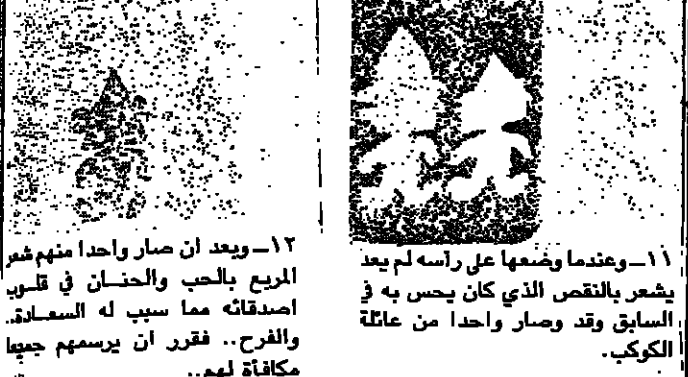 ١١ــ وعندما وضعها على راسه لم يعد
يشعر بالنقص الذي كان يحس به في
السابق وقد وصار واحدا من عائلة
الكوكب.
١٢ــ وبعد ان صار واحدا منهم شعر
المربع بالحب والحنــان في قلــوب
اصدقائه مما سبب له السعــادة..
والفرح.. فقرر ان يرسمهم جميعا
مكافأة لهم..